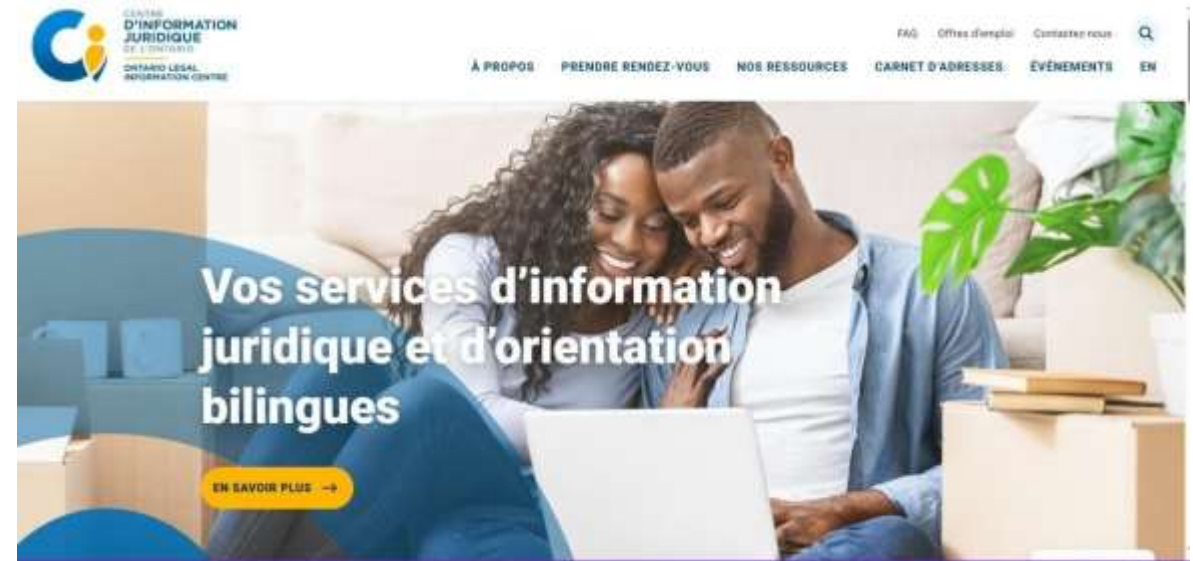 CENTRE
D'INFORMATION
JURIDIQUE
DE L'ONTARIO
ONTARIO LEGAL
INFORMATION CENTRE
FAQ Offres d'emploi Contactez-nous
À PROPOS PRENDRE RENDEZ-VOUS NOS RESSOURCES CARNET D'ADRESSES ÉVÉNEMENTS EN
Vos services d'information
juridique et d'orientation
bilingues
EN SAVOIR PLUS →